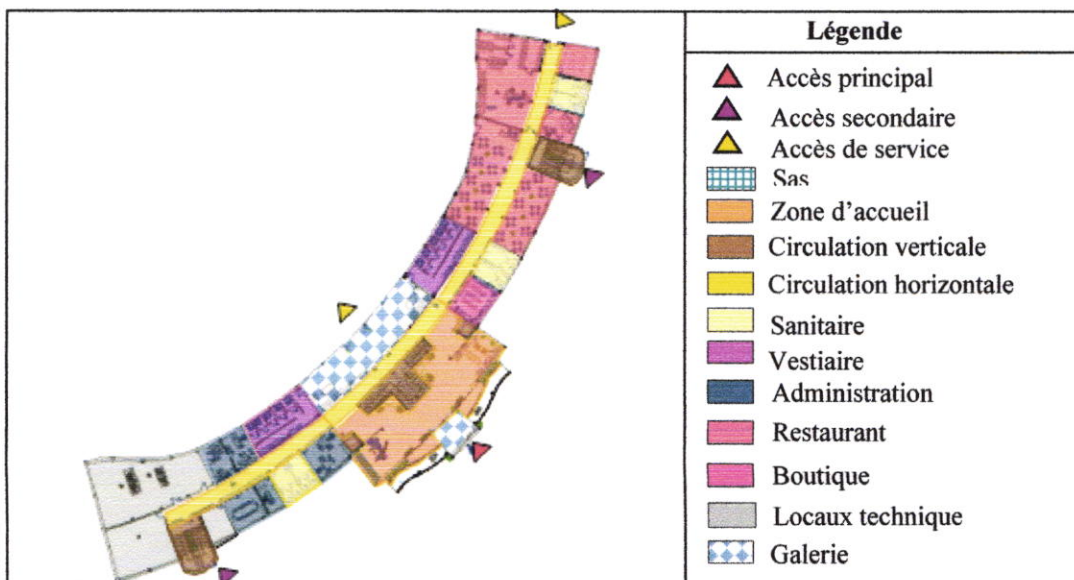 Légende
Accès principal
Accès secondaire
Accès de service
Sas
Zone d'accueil
Circulation verticale
Circulation horizontale
Sanitaire
Vestiaire
Administration
Restaurant
Boutique
Locaux technique
Galerie